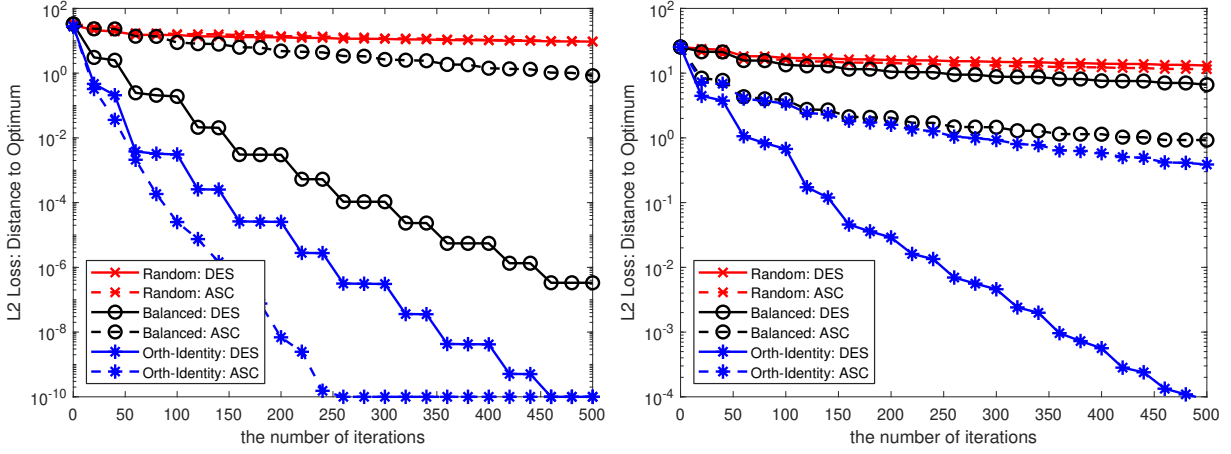 L2 Loss: Distance to Optimum
10^2
10^0
10^-2
10^-4
10^-6
10^-8
10^-10
Random: DES
Random: ASC
Balanced: DES
Balanced: ASC
Orth-Identity: DES
Orth-Identity: ASC
0 50 100 150 200 250 300 350 400 450 500
the number of iterations
L2 Loss: Distance to Optimum
10^2
10^1
10^0
10^-1
10^-2
10^-3
10^-4
Random: DES
Random: ASC
Balanced: DES
Balanced: ASC
Orth-Identity: DES
Orth-Identity: ASC
0 50 100 150 200 250 300 350 400 450 500
the number of iterations